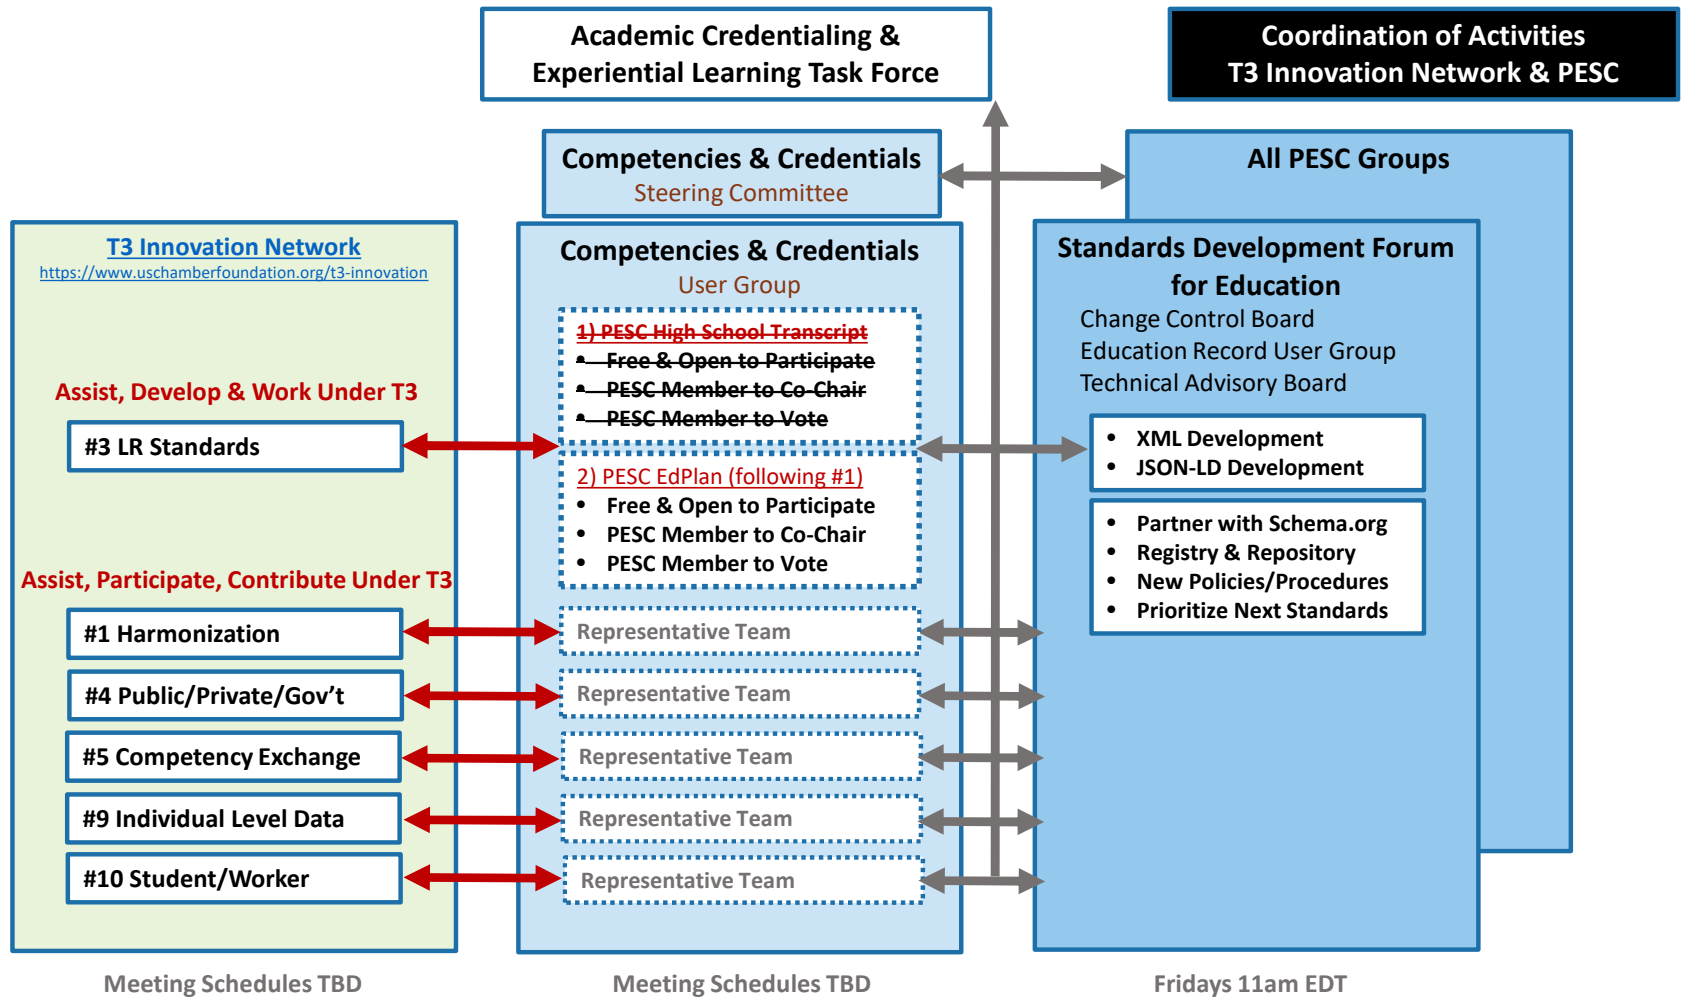 Academic Credentialing &
Experiential Learning Task Force
Coordination of Activities
T3 Innovation Network & PESC
Competencies & Credentials
Steering Committee
All PESC Groups
T3 Innovation Network
https://www.uschamberfoundation.org/t3-innovation
Assist, Develop & Work Under T3
#3 LR Standards
Assist, Participate, Contribute Under T3
#1 Harmonization
#4 Public/Private/Gov’t
#5 Competency Exchange
#9 Individual Level Data
#10 Student/Worker
Meeting Schedules TBD
Competencies & Credentials
User Group
1) PESC High School Transcript
• Free & Open to Participate
• PESC Member to Co-Chair
• PESC Member to Vote
2) PESC EdPlan (following #1)
• Free & Open to Participate
• PESC Member to Co-Chair
• PESC Member to Vote
Representative Team
Representative Team
Representative Team
Representative Team
Representative Team
Meeting Schedules TBD
Standards Development Forum
for Education
Change Control Board
Education Record User Group
Technical Advisory Board
• XML Development
• JSON-LD Development
• Partner with Schema.org
• Registry & Repository
• New Policies/Procedures
• Prioritize Next Standards
Fridays 11am EDT